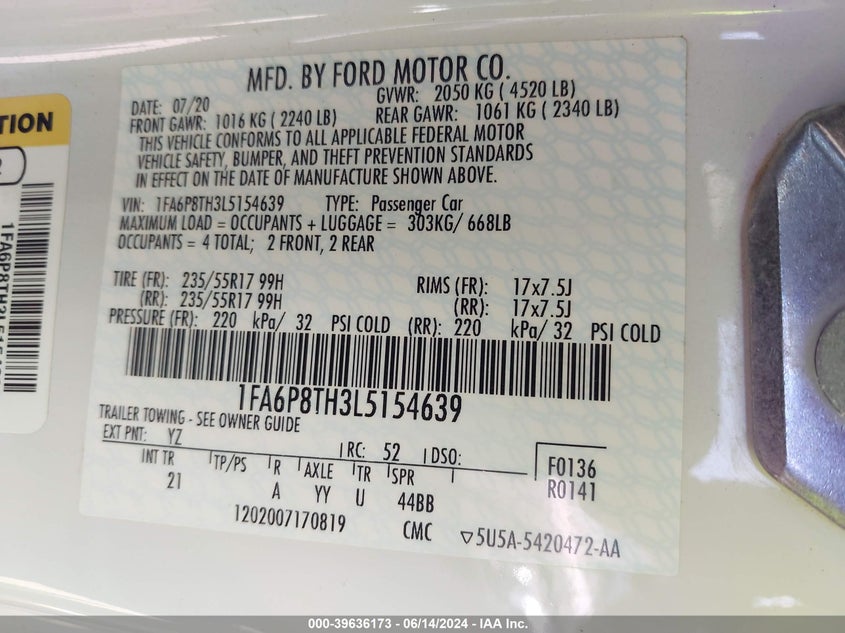 MFD. BY FORD MOTOR CO.
DATE: 07/20 GVWR: 2050 KG ( 4520 LB)
FRONT GAWR: 1016 KG ( 2240 LB) REAR GAWR: 1061 KG ( 2340 LB)
THIS VEHICLE CONFORMS TO ALL APPLICABLE FEDERAL MOTOR
VEHICLE SAFETY, BUMPER, AND THEFT PREVENTION STANDARDS
IN EFFECT ON THE DATE OF MANUFACTURE SHOWN ABOVE.
VIN: 1FA6P8TH3L5154639 TYPE: Passenger Car
MAXIMUM LOAD = OCCUPANTS + LUGGAGE = 303KG/ 668LB
OCCUPANTS = 4 TOTAL; 2 FRONT, 2 REAR
TIRE (FR): 235/55R17 99H RIMS (FR): 17x7.5J
(RR): 235/55R17 99H (RR): 17x7.5J
PRESSURE (FR): 220 kPa/ 32 PSI COLD (RR): 220 kPa/ 32 PSI COLD
1FA6P8TH3L5154639
TRAILER TOWING - SEE OWNER GUIDE
EXT PNT: YZ RC: 52 DSO:
INT TR TP/PS R AXLE TR SPR
21 A YY U 44BB
F0136
R0141
1202007170819 CMC ▽5U5A-5420472-AA
000-39636173 - 06/14/2024 - IAA Inc.